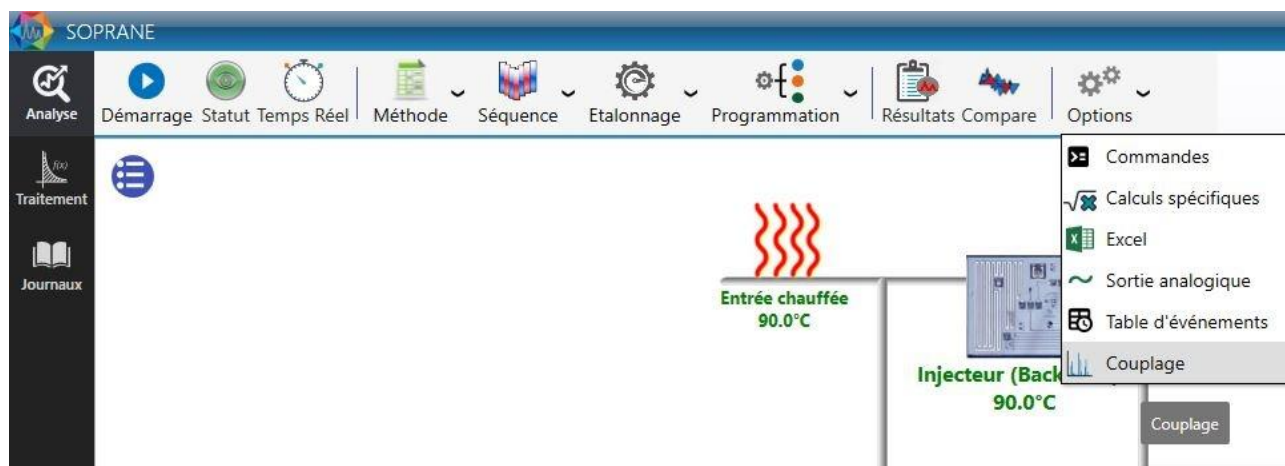 SOPRANE
Analyse
Démarrage Statut Temps Réel Méthode Séquence Etalonnage Programmation Résultats Compare Options
Traitement
Journaux
Entrée chauffée
90.0°C
Injecteur (Back
90.0°C
Commandes
Calculs spécifiques
Excel
Sortie analogique
Table d'événements
Couplage
Couplage